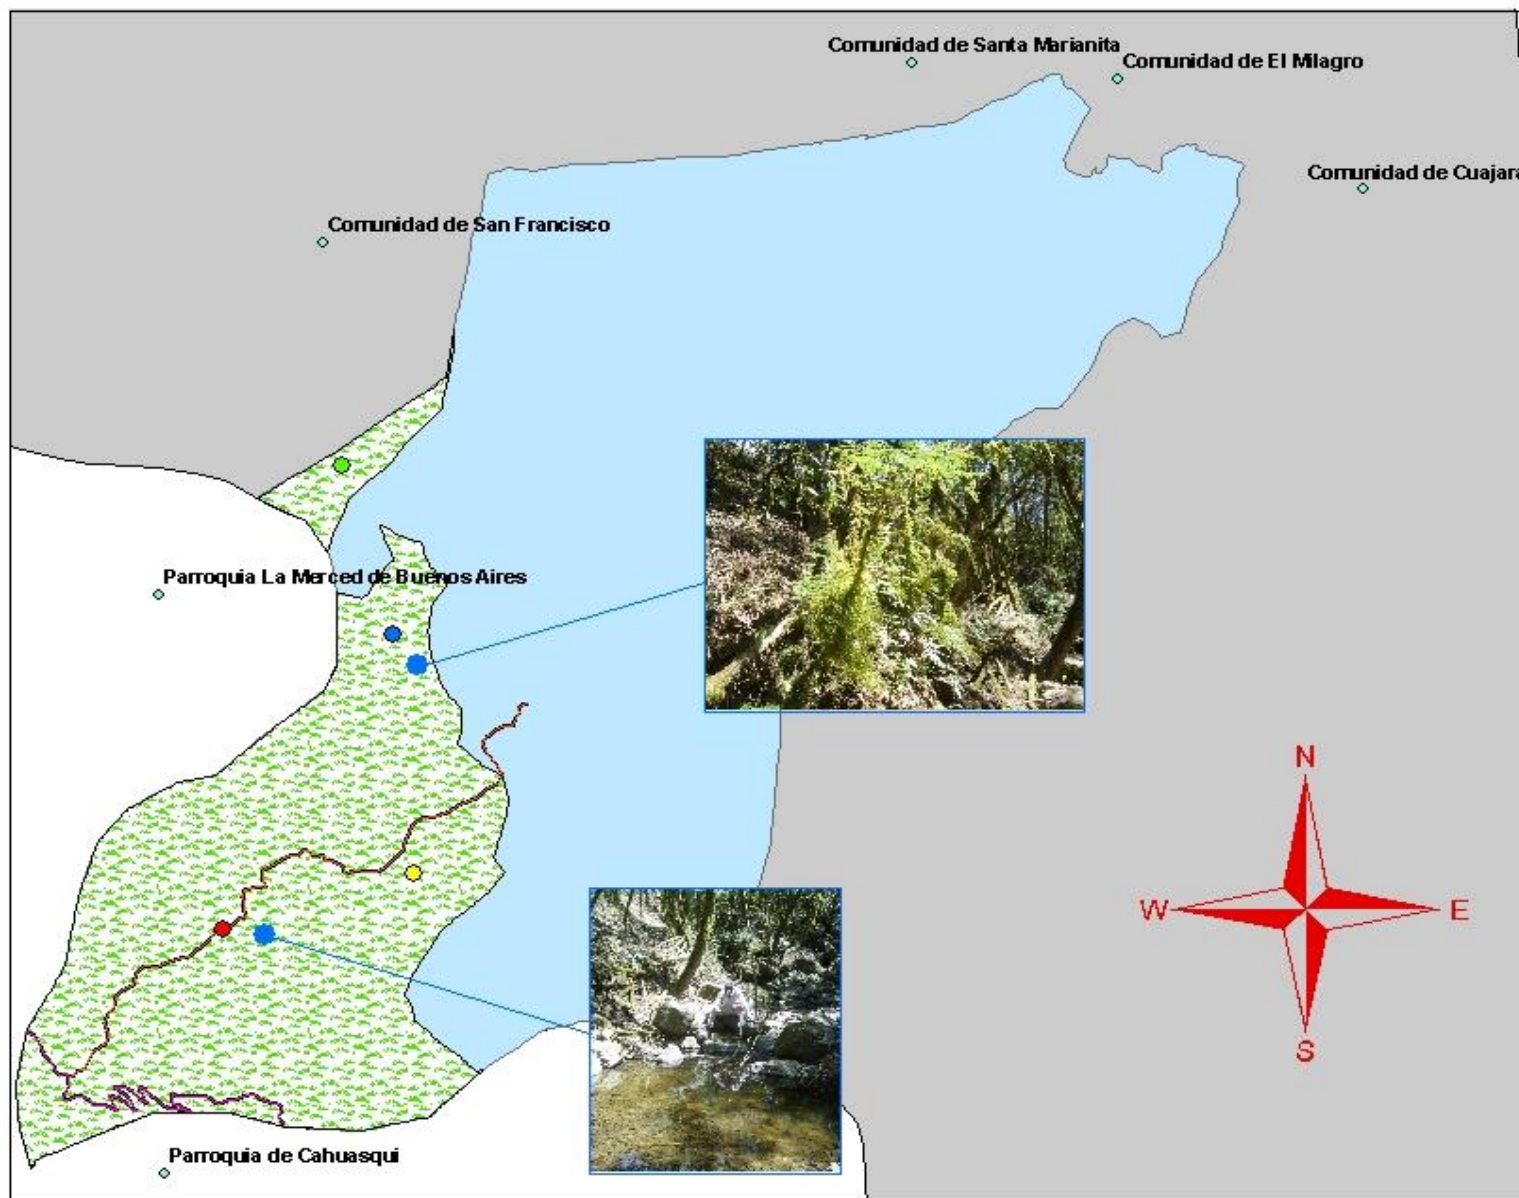 Comunidad de Santa Marianita
Comunidad de El Milagro
Comunidad de Cuajara
Comunidad de San Francisco
Parroquia La Merced de Buenos Aires
N
W E
S
Parroquia de Cahuasqui